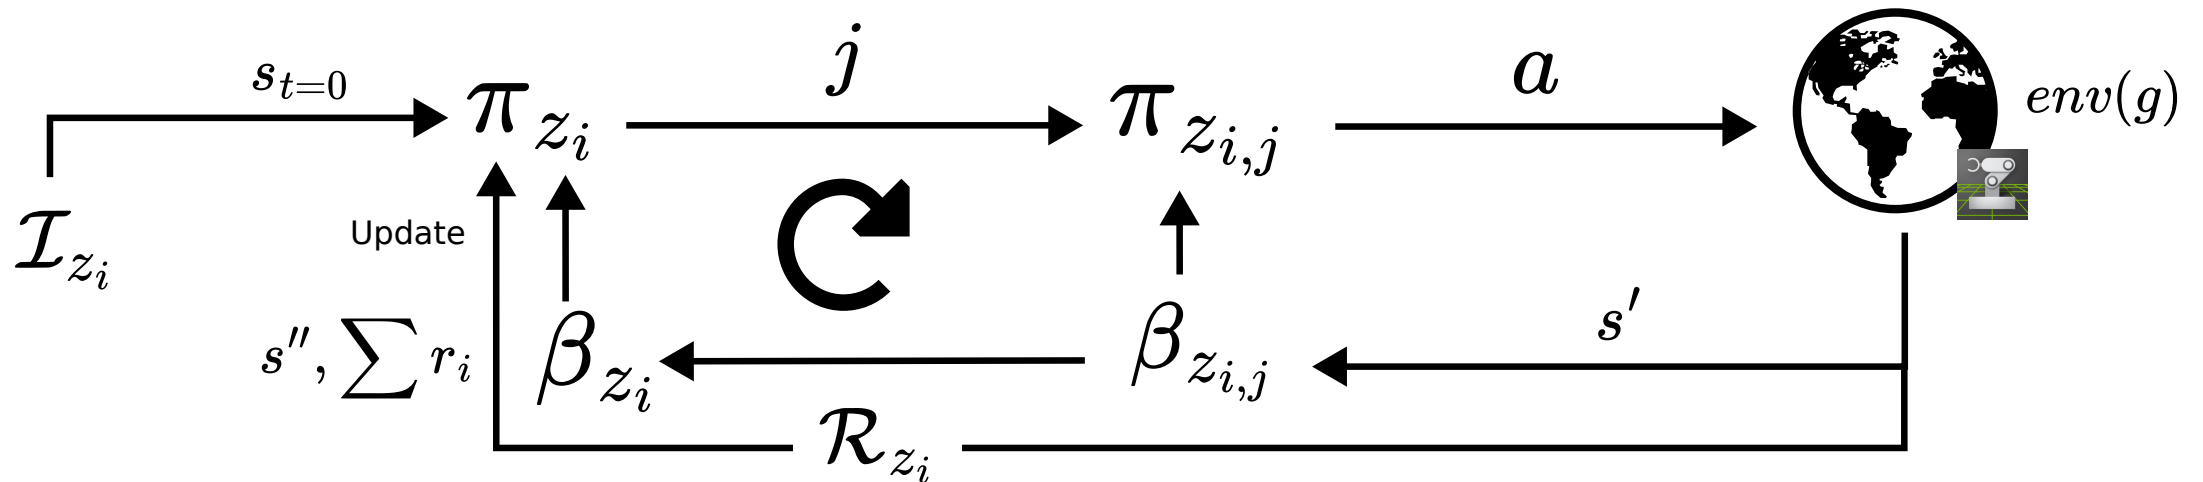 s_{t=0}
π_{z_i}
j
π_{z_{i,j}}
a
env(g)
ℐ_{z_i}
Update
s'', ∑ r_i
β_{z_i}
β_{z_{i,j}}
s'
ℛ_{z_i}